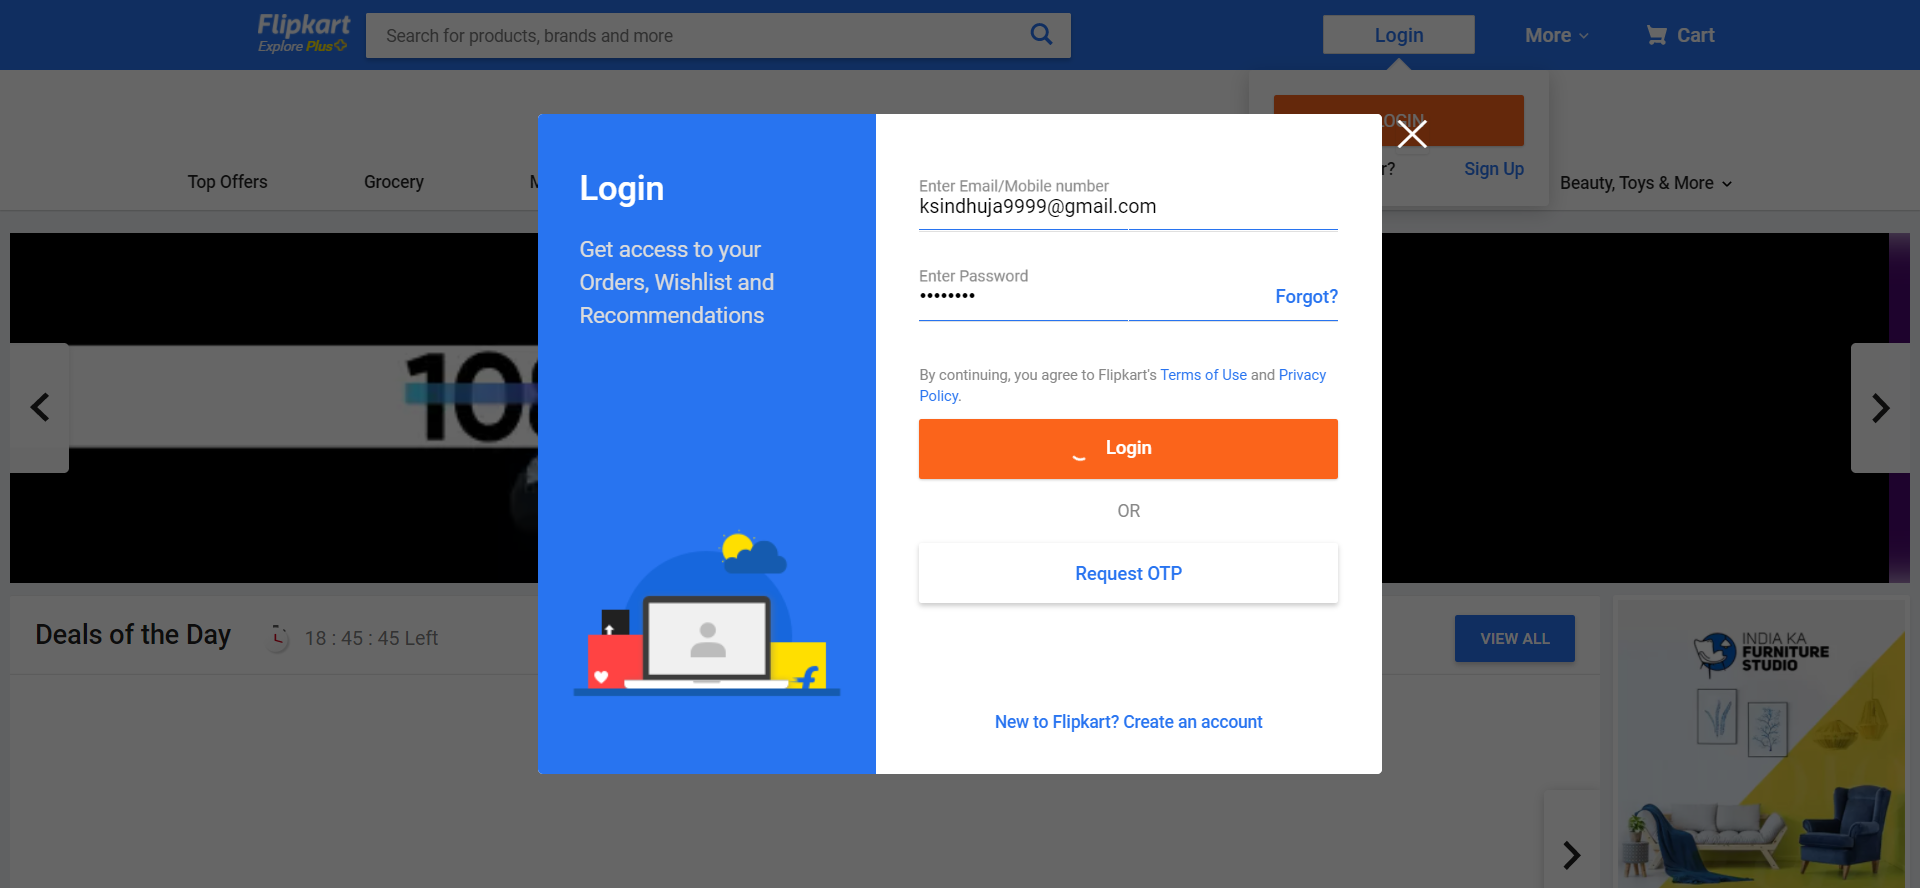 Flipkart
Explore Plus
Search for products, brands and more
Login
More
Cart
LOGIN
r?
Sign Up
Top Offers
Grocery
Beauty, Toys & More
Login
Get access to your
Orders, Wishlist and
Recommendations
Enter Email/Mobile number
ksindhuja9999@gmail.com
Enter Password
••••••••
Forgot?
By continuing, you agree to Flipkart's Terms of Use and Privacy
Policy.
Login
OR
Request OTP
New to Flipkart? Create an account
108
Deals of the Day
18 : 45 : 45 Left
VIEW ALL
INDIA KA
FURNITURE
STUDIO